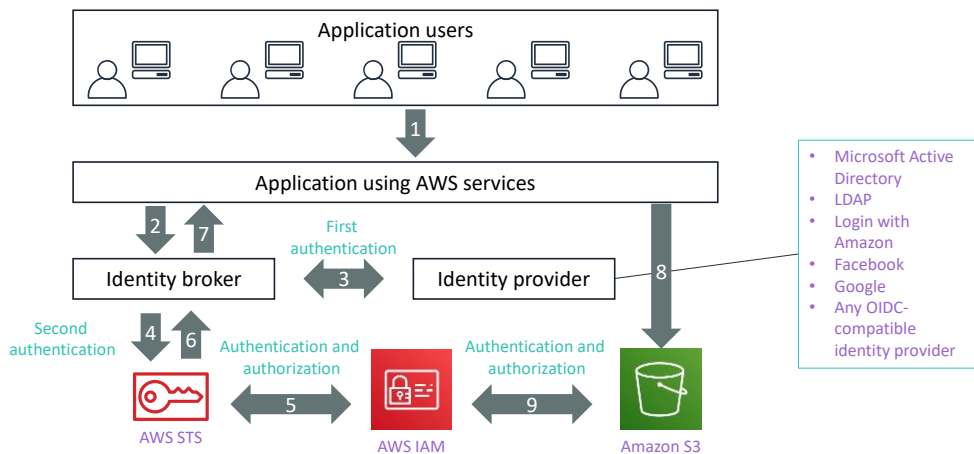 Application users
1
Application using AWS services
2
7
First
authentication
Identity broker
3
Identity provider
8
• Microsoft Active
Directory
• LDAP
• Login with
Amazon
• Facebook
• Google
• Any OIDC-
compatible
identity provider
Second
authentication
4
6
Authentication and
authorization
Authentication and
authorization
5
9
AWS STS
AWS IAM
Amazon S3